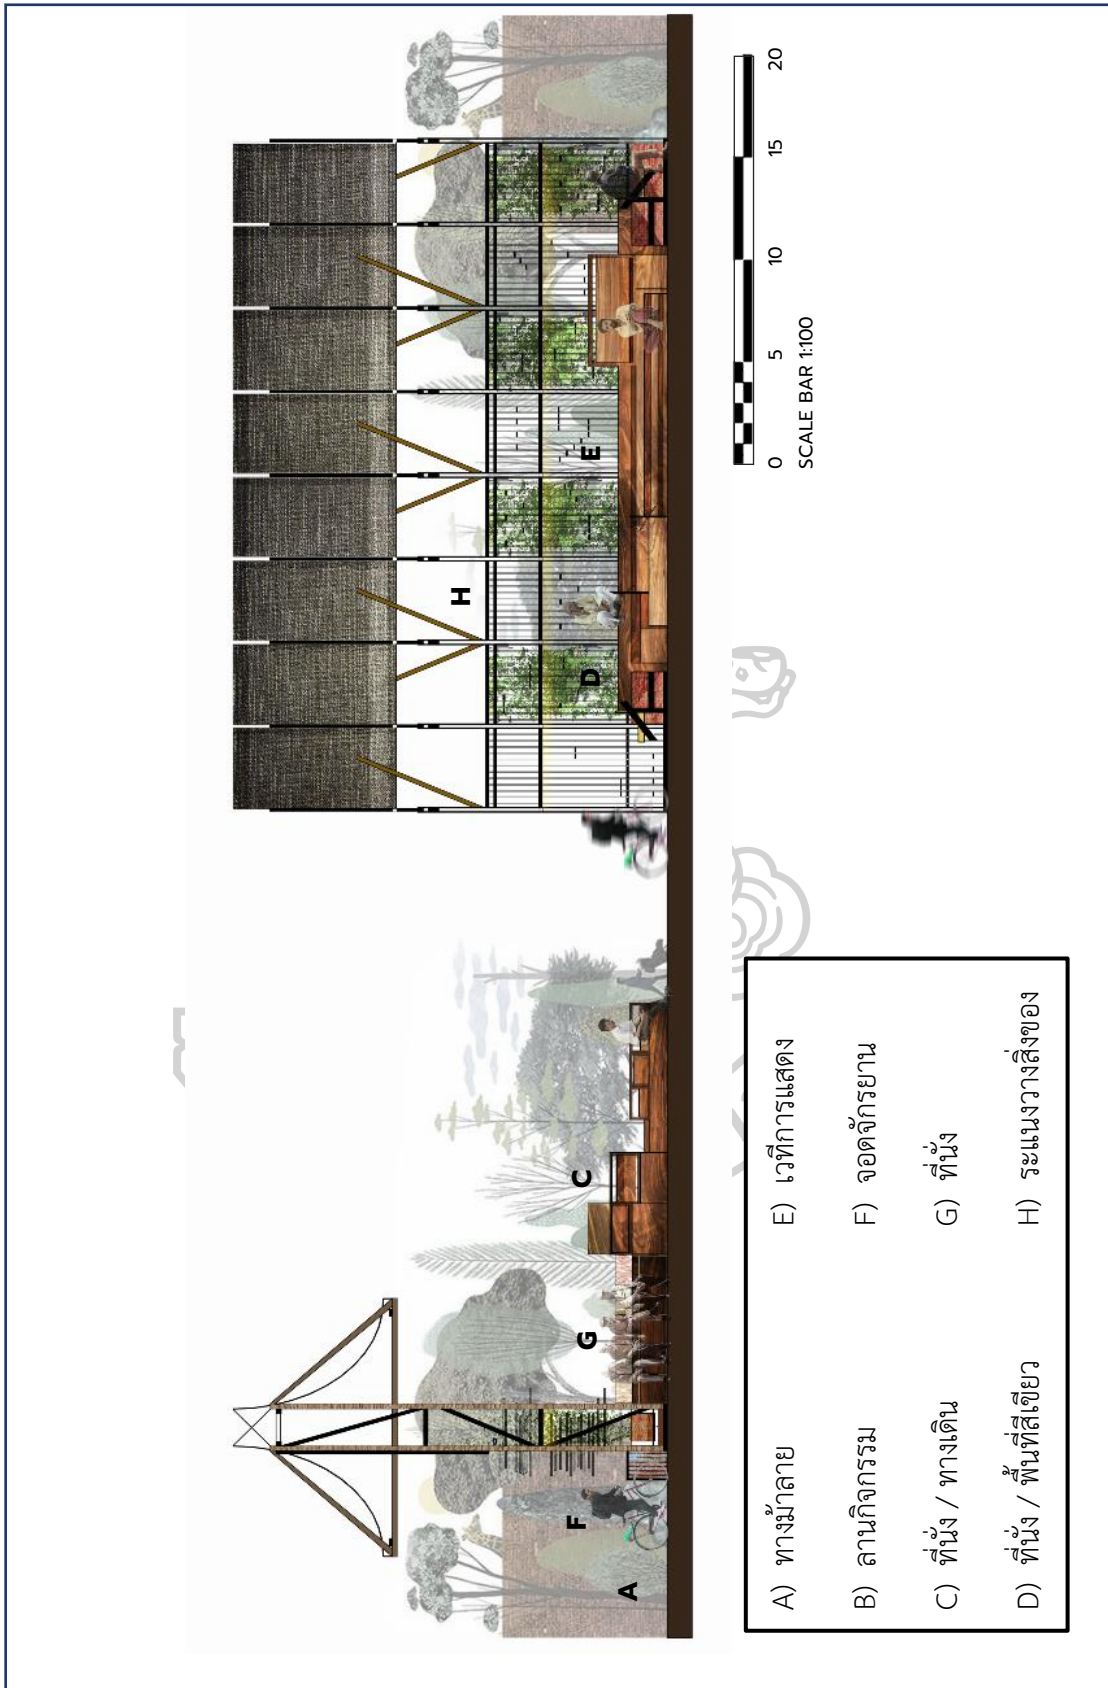 A
F
G
C
D
H
E
0 5 10 15 20
SCALE BAR 1:100
A) ทางม้าลาย
B) ลานกิจกรรม
C) ที่นั่ง / ทางเดิน
D) ที่นั่ง / พื้นที่สีเขียว
E) เวทีการแสดง
F) จอดจักรยาน
G) ที่นั่ง
H) ระแนงวางสิ่งของ